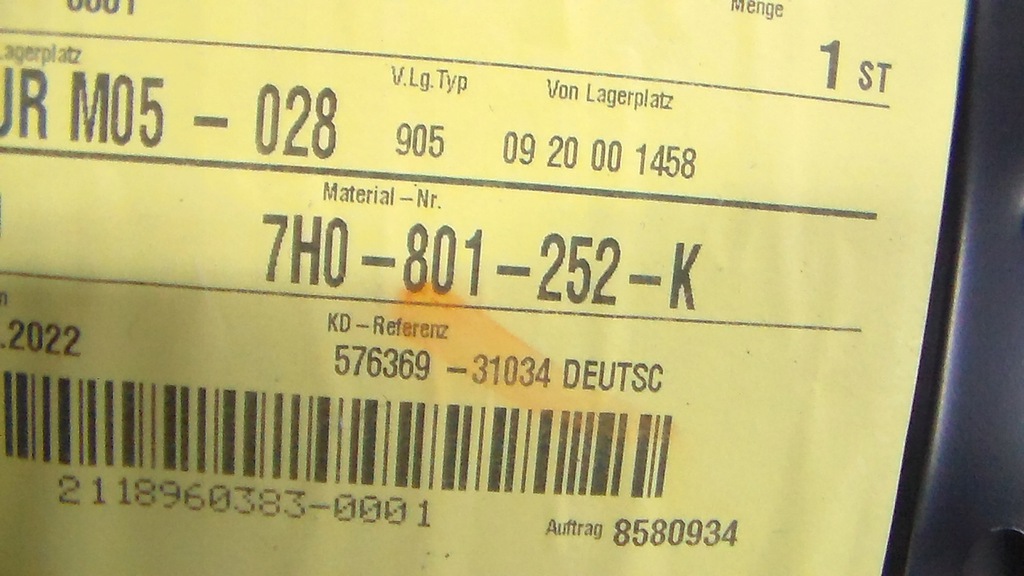 0001
Menge
1 ST
Lagerplatz
V.Lg.Typ
Von Lagerplatz
M05 - 028
905
09 20 00 1458
Material - Nr.
7H0 - 801 - 252 - K
KD - Referenz
.2022
576369 - 31034 DEUTSC
2118960383-0001
Auftrag 8580934